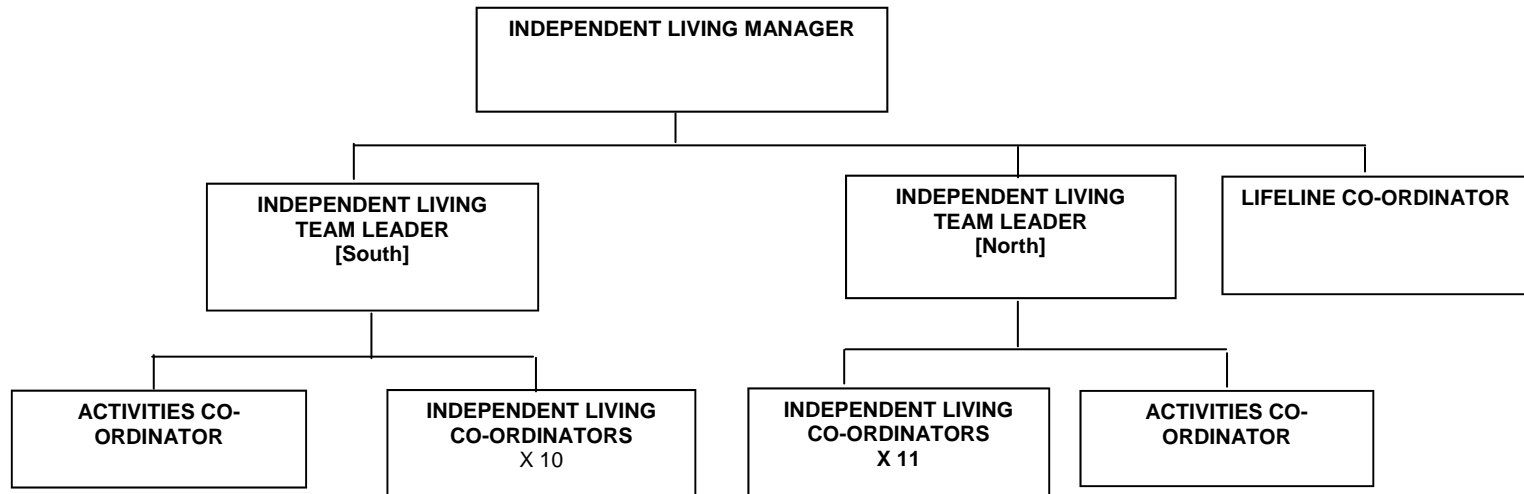 INDEPENDENT LIVING MANAGER
INDEPENDENT LIVING
TEAM LEADER
[South]
INDEPENDENT LIVING
TEAM LEADER
[North]
LIFELINE CO-ORDINATOR
ACTIVITIES CO-
ORDINATOR
INDEPENDENT LIVING
CO-ORDINATORS
X 10
INDEPENDENT LIVING
CO-ORDINATORS
X 11
ACTIVITIES CO-
ORDINATOR